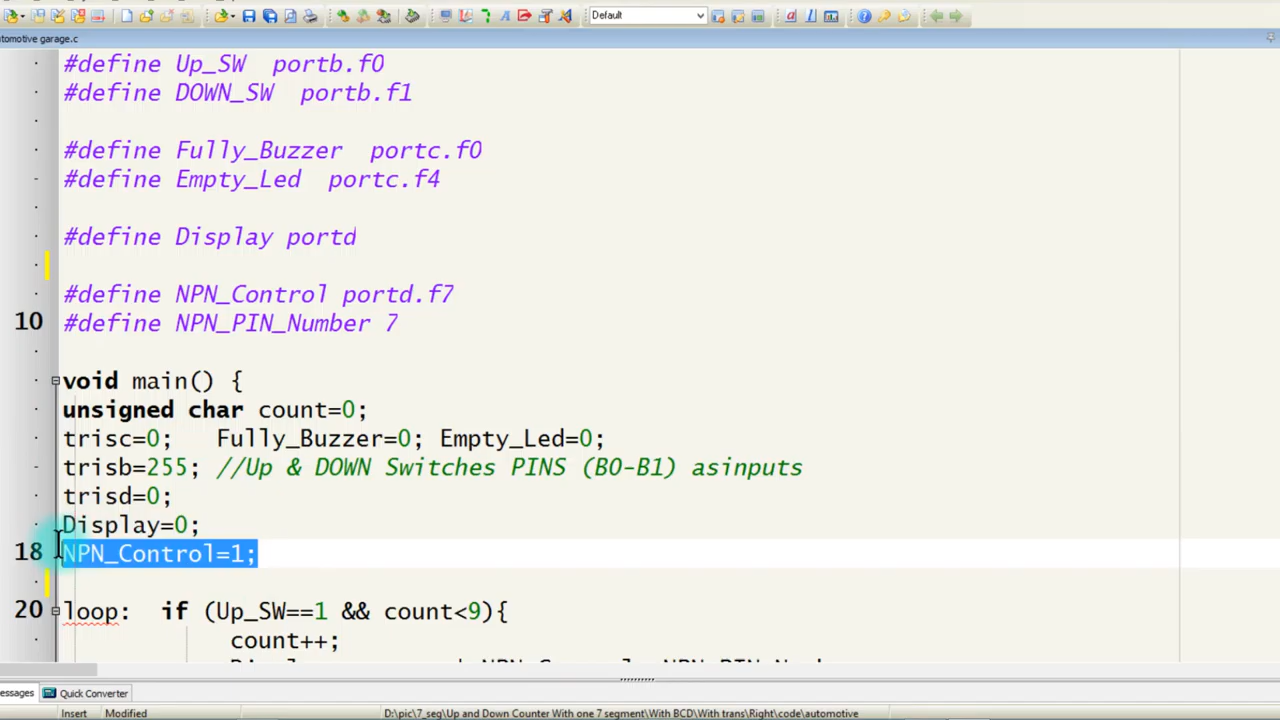 Default
utomotive garage.c
#define Up_SW portb.f0
#define DOWN_SW portb.f1
#define Fully_Buzzer portc.f0
#define Empty_Led portc.f4
#define Display portd
#define NPN_Control portd.f7
10 #define NPN_PIN_Number 7
void main() {
unsigned char count=0;
trisc=0; Fully_Buzzer=0; Empty_Led=0;
trisb=255; //Up & DOWN Switches PINS (B0-B1) asinputs
trisd=0;
Display=0;
18 NPN_Control=1;
20 loop: if (Up_SW==1 && count<9){
count++;
essages Quick Converter
Insert Modified D:\pic\7_seg\Up and Down Counter With one 7 segment\With BCD\With trans\Right\code\automotive